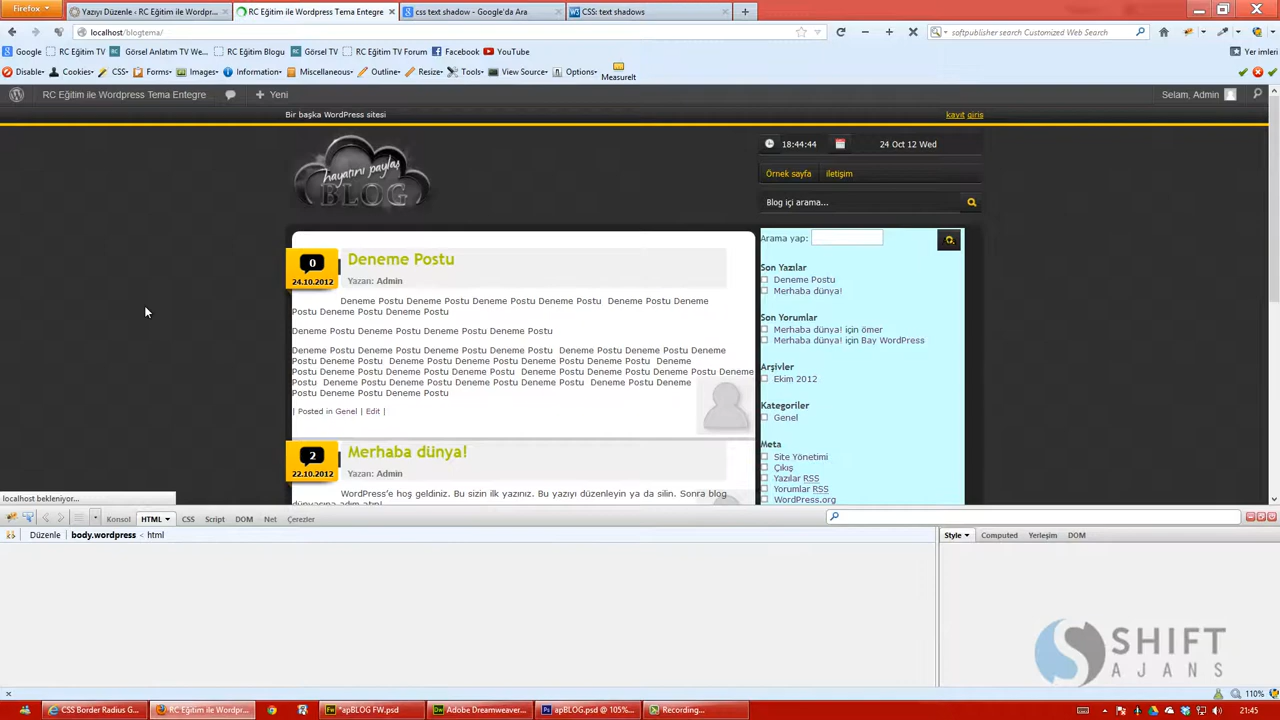 Firefox
Yazıyı Düzenle ‹ RC Eğitim ile Wordpr...
RC Eğitim ile Wordpress Tema Entegre
css text shadow - Google'da Ara
CSS: text shadows
localhost/blogtema/
softpublisher search Customized Web Search
Google
RC Eğitim TV
Görsel Anlatım TV We...
RC Eğitim Blogu
Görsel TV
RC Eğitim TV Forum
Facebook
YouTube
Yer imleri
Disable
Cookies
CSS
Forms
Images
Information
Miscellaneous
Outline
Resize
Tools
View Source
Options
MeasureIt
RC Eğitim ile Wordpress Tema Entegre
+ Yeni
Selam, Admin
Bir başka WordPress sitesi
kayıt giris
hayatını paylaş
BLOG
18:44:44
24 Oct 12 Wed
Örnek sayfa
iletişim
Blog içi arama...
0
24.10.2012
Deneme Postu
Yazan: Admin
Deneme Postu Deneme Postu Deneme Postu Deneme Postu Deneme Postu Deneme
Postu Deneme Postu Deneme Postu
Deneme Postu Deneme Postu Deneme Postu Deneme Postu
Deneme Postu Deneme Postu Deneme Postu Deneme Postu Deneme Postu Deneme Postu Deneme
Postu Deneme Postu Deneme Postu Deneme Postu Deneme Postu Deneme Postu Deneme
Postu Deneme Postu Deneme Postu Deneme Postu Deneme Postu Deneme Postu Deneme
Postu Deneme Postu Deneme Postu Deneme Postu Deneme Postu Deneme Postu Deneme
Postu Deneme Postu Deneme Postu
| Posted in Genel | Edit |
2
22.10.2012
Merhaba dünya!
Yazan: Admin
WordPress'e hoş geldiniz. Bu sizin ilk yazınız. Bu yazıyı düzenleyin ya da silin. Sonra blog
dünyasına adım atın!
Arama yap:
Son Yazılar
Deneme Postu
Merhaba dünya!
Son Yorumlar
Merhaba dünya! için ömer
Merhaba dünya! için Bay WordPress
Arşivler
Ekim 2012
Kategoriler
Genel
Meta
Site Yönetimi
Çıkış
Yazılar RSS
Yorumlar RSS
WordPress.org
localhost bekleniyor...
Konsol
HTML
CSS
Script
DOM
Net
Çerezler
Düzenle
body.wordpress < html
Style
Computed
Yerleşim
DOM
SHIFT
AJANS
110%
CSS Border Radius G...
RC Eğitim ile Wordpr...
*apBLOG FW.psd
Adobe Dreamweaver...
apBLOG.psd @ 105%...
Recording...
21:45